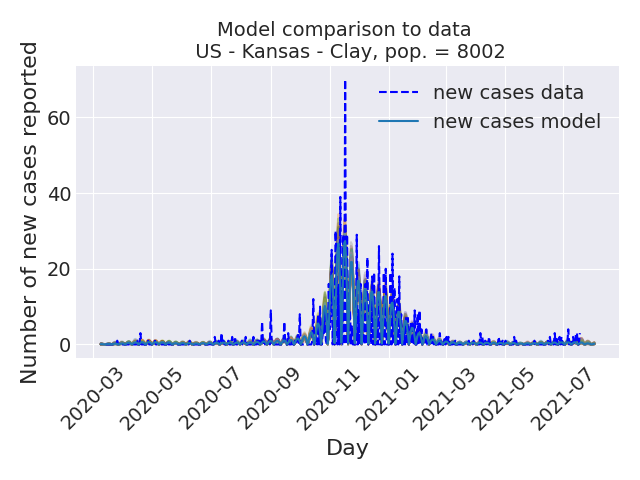 Model comparison to data
US - Kansas - Clay, pop. = 8002
Number of new cases reported
60
40
20
0
new cases data
new cases model
2020-03
2020-05
2020-07
2020-09
2020-11
2021-01
2021-03
2021-05
2021-07
Day